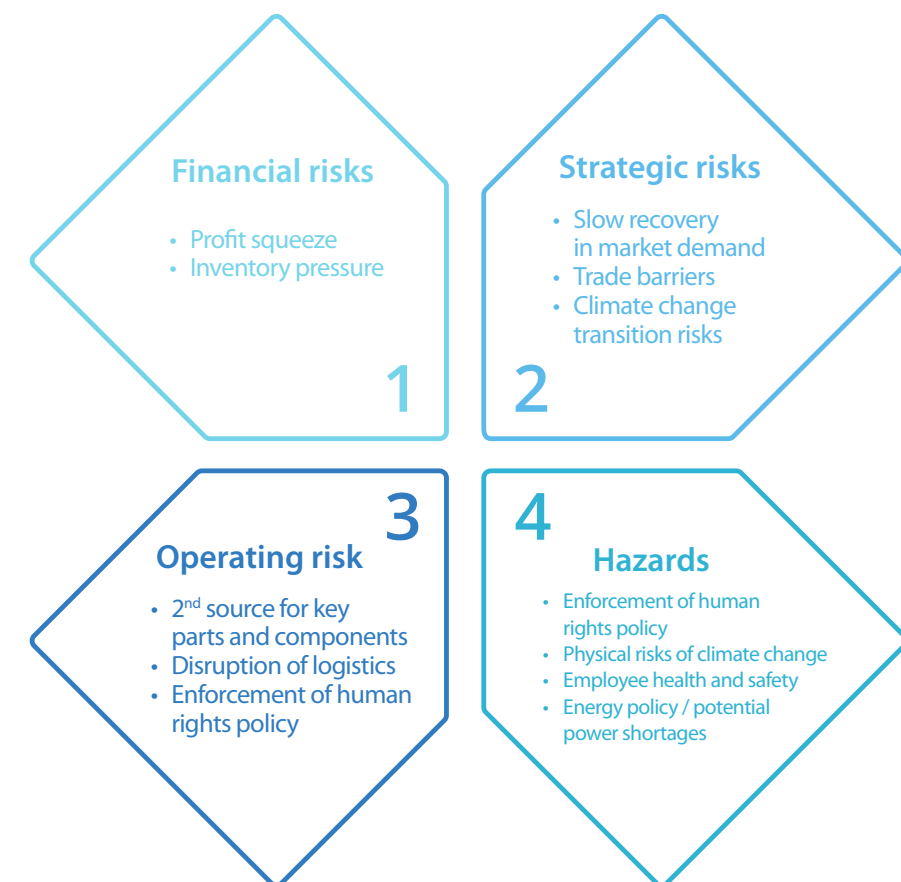 Financial risks
• Profit squeeze
• Inventory pressure
1
Strategic risks
• Slow recovery
in market demand
• Trade barriers
• Climate change
transition risks
2
3
Operating risk
• 2nd source for key
parts and components
• Disruption of logistics
• Enforcement of human
rights policy
4
Hazards
• Enforcement of human
rights policy
• Physical risks of climate change
• Employee health and safety
• Energy policy / potential
power shortages